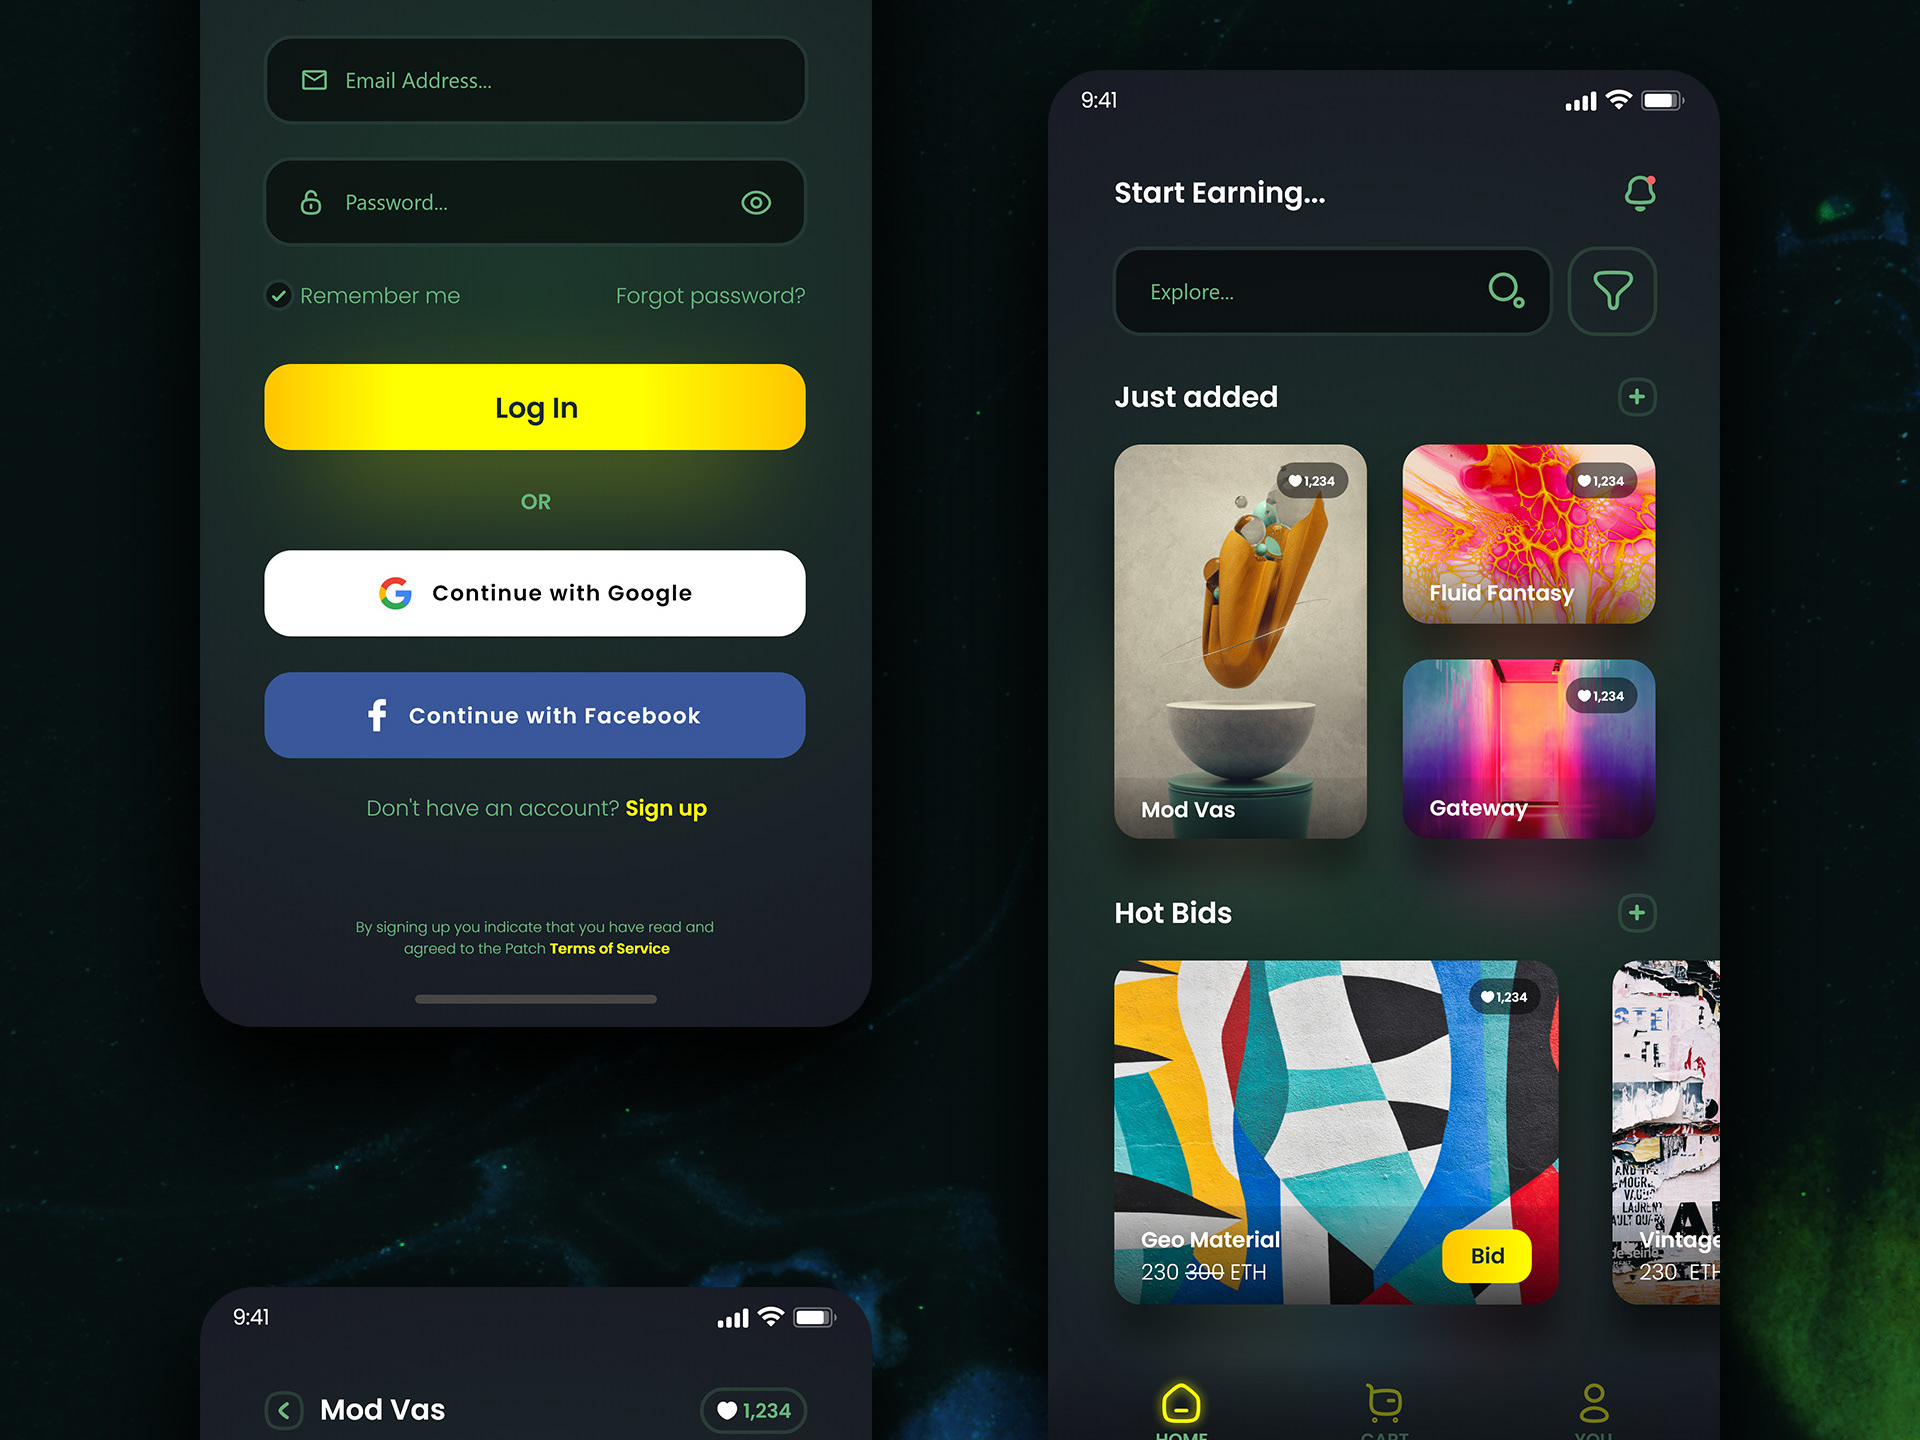 Email Address...
Password...
Remember me
Forgot password?
Log In
OR
Continue with Google
Continue with Facebook
Don't have an account? Sign up
By signing up you indicate that you have read and
agreed to the Patch Terms of Service
9:41
Mod Vas
1,234
9:41
Start Earning...
Explore...
Just added
1,234
Mod Vas
1,234
Fluid Fantasy
1,234
Gateway
Hot Bids
1,234
Geo Material
230 300 ETH
Bid
Vintage
230 ETH
HOME
CART
YOU